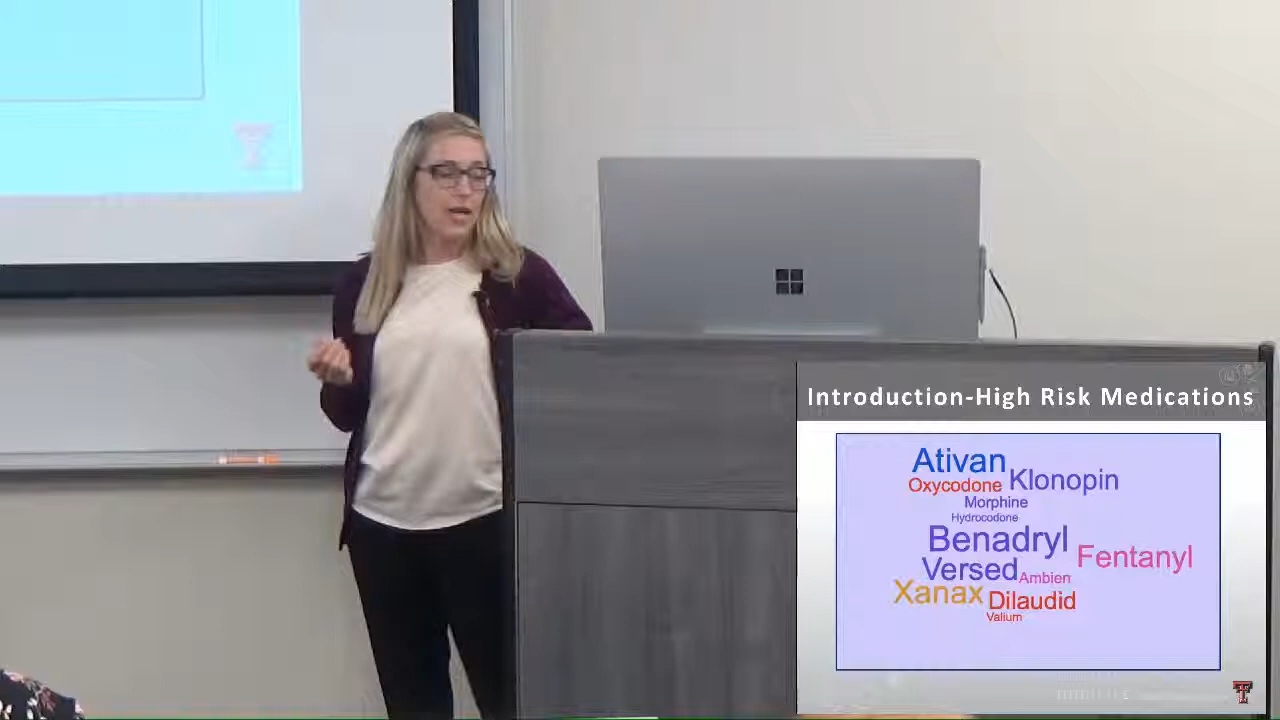 Introduction-High Risk Medications
Ativan
Oxycodone Klonopin
Morphine
Hydrocodone
Benadryl
Fentanyl
Versed Ambien
Xanax Dilaudid
Valium